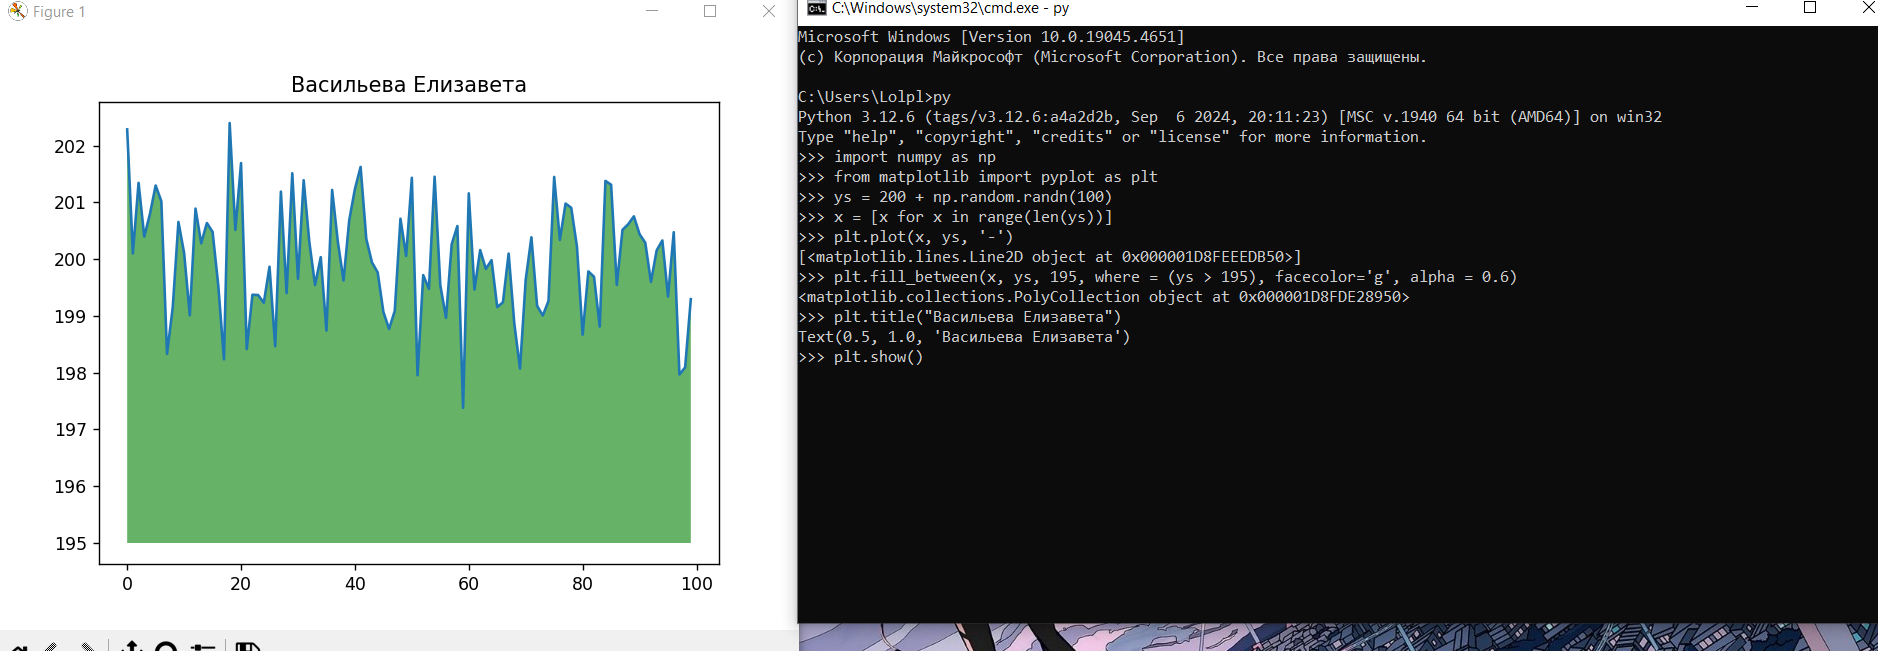 Figure 1
Васильева Елизавета
202
201
200
199
198
197
196
195
0 20 40 60 80 100
C:\Windows\system32\cmd.exe - py
Microsoft Windows [Version 10.0.19045.4651]
(c) Корпорация Майкрософт (Microsoft Corporation). Все права защищены.
C:\Users\Lolpl>py
Python 3.12.6 (tags/v3.12.6:a4a2d2b, Sep  6 2024, 20:11:23) [MSC v.1940 64 bit (AMD64)] on win32
Type "help", "copyright", "credits" or "license" for more information.
>>> import numpy as np
>>> from matplotlib import pyplot as plt
>>> ys = 200 + np.random.randn(100)
>>> x = [x for x in range(len(ys))]
>>> plt.plot(x, ys, '-')
[<matplotlib.lines.Line2D object at 0x000001D8FEEEDB50>]
>>> plt.fill_between(x, ys, 195, where = (ys > 195), facecolor='g', alpha = 0.6)
<matplotlib.collections.PolyCollection object at 0x000001D8FDE28950>
>>> plt.title("Васильева Елизавета")
Text(0.5, 1.0, 'Васильева Елизавета')
>>> plt.show()